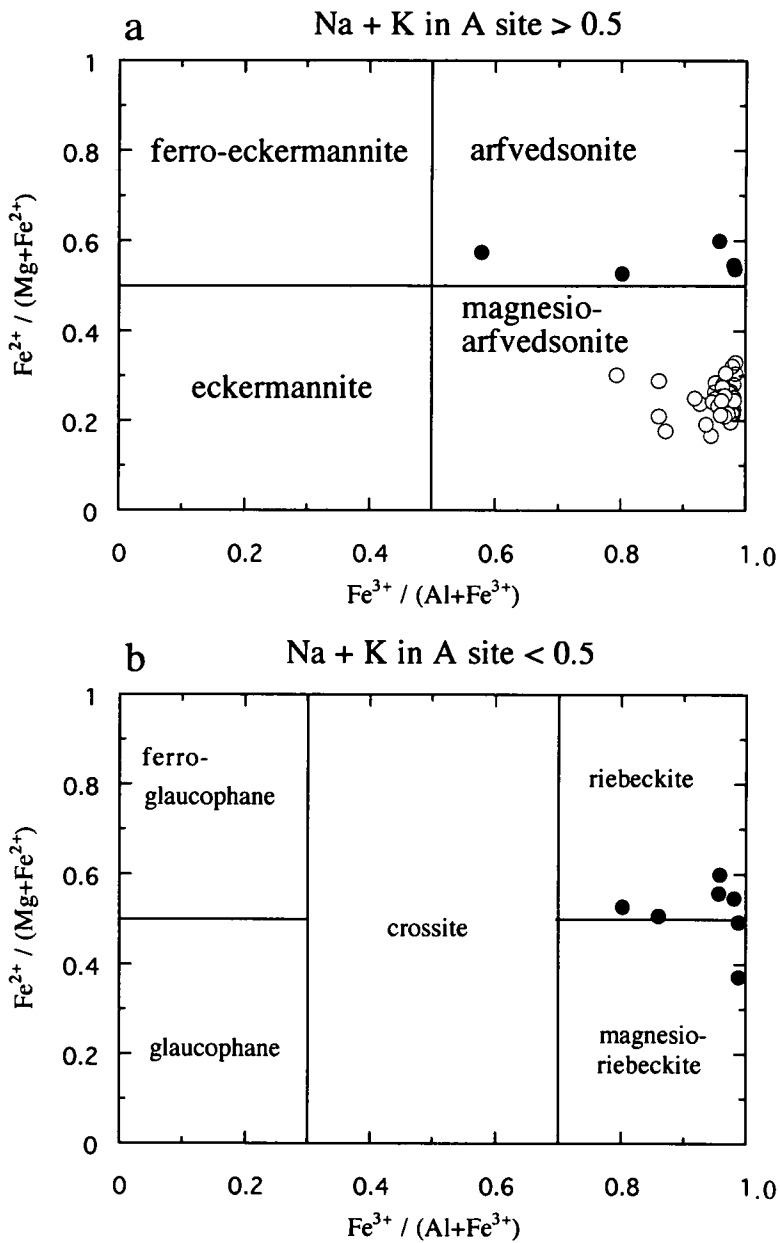 a
Na + K in A site > 0.5
1
0.8
0.6
0.4
0.2
0
Fe²⁺ / (Mg+Fe²⁺)
ferro-eckermannite
arfvedsonite
magnesio-
arfvedsonite
eckermannite
0 0.2 0.4 0.6 0.8 1.0
Fe³⁺ / (Al+Fe³⁺)
b
Na + K in A site < 0.5
1
0.8
0.6
0.4
0.2
0
Fe²⁺ / (Mg+Fe²⁺)
ferro-
glaucophane
riebeckite
crossite
glaucophane
magnesio-
riebeckite
0 0.2 0.4 0.6 0.8 1.0
Fe³⁺ / (Al+Fe³⁺)